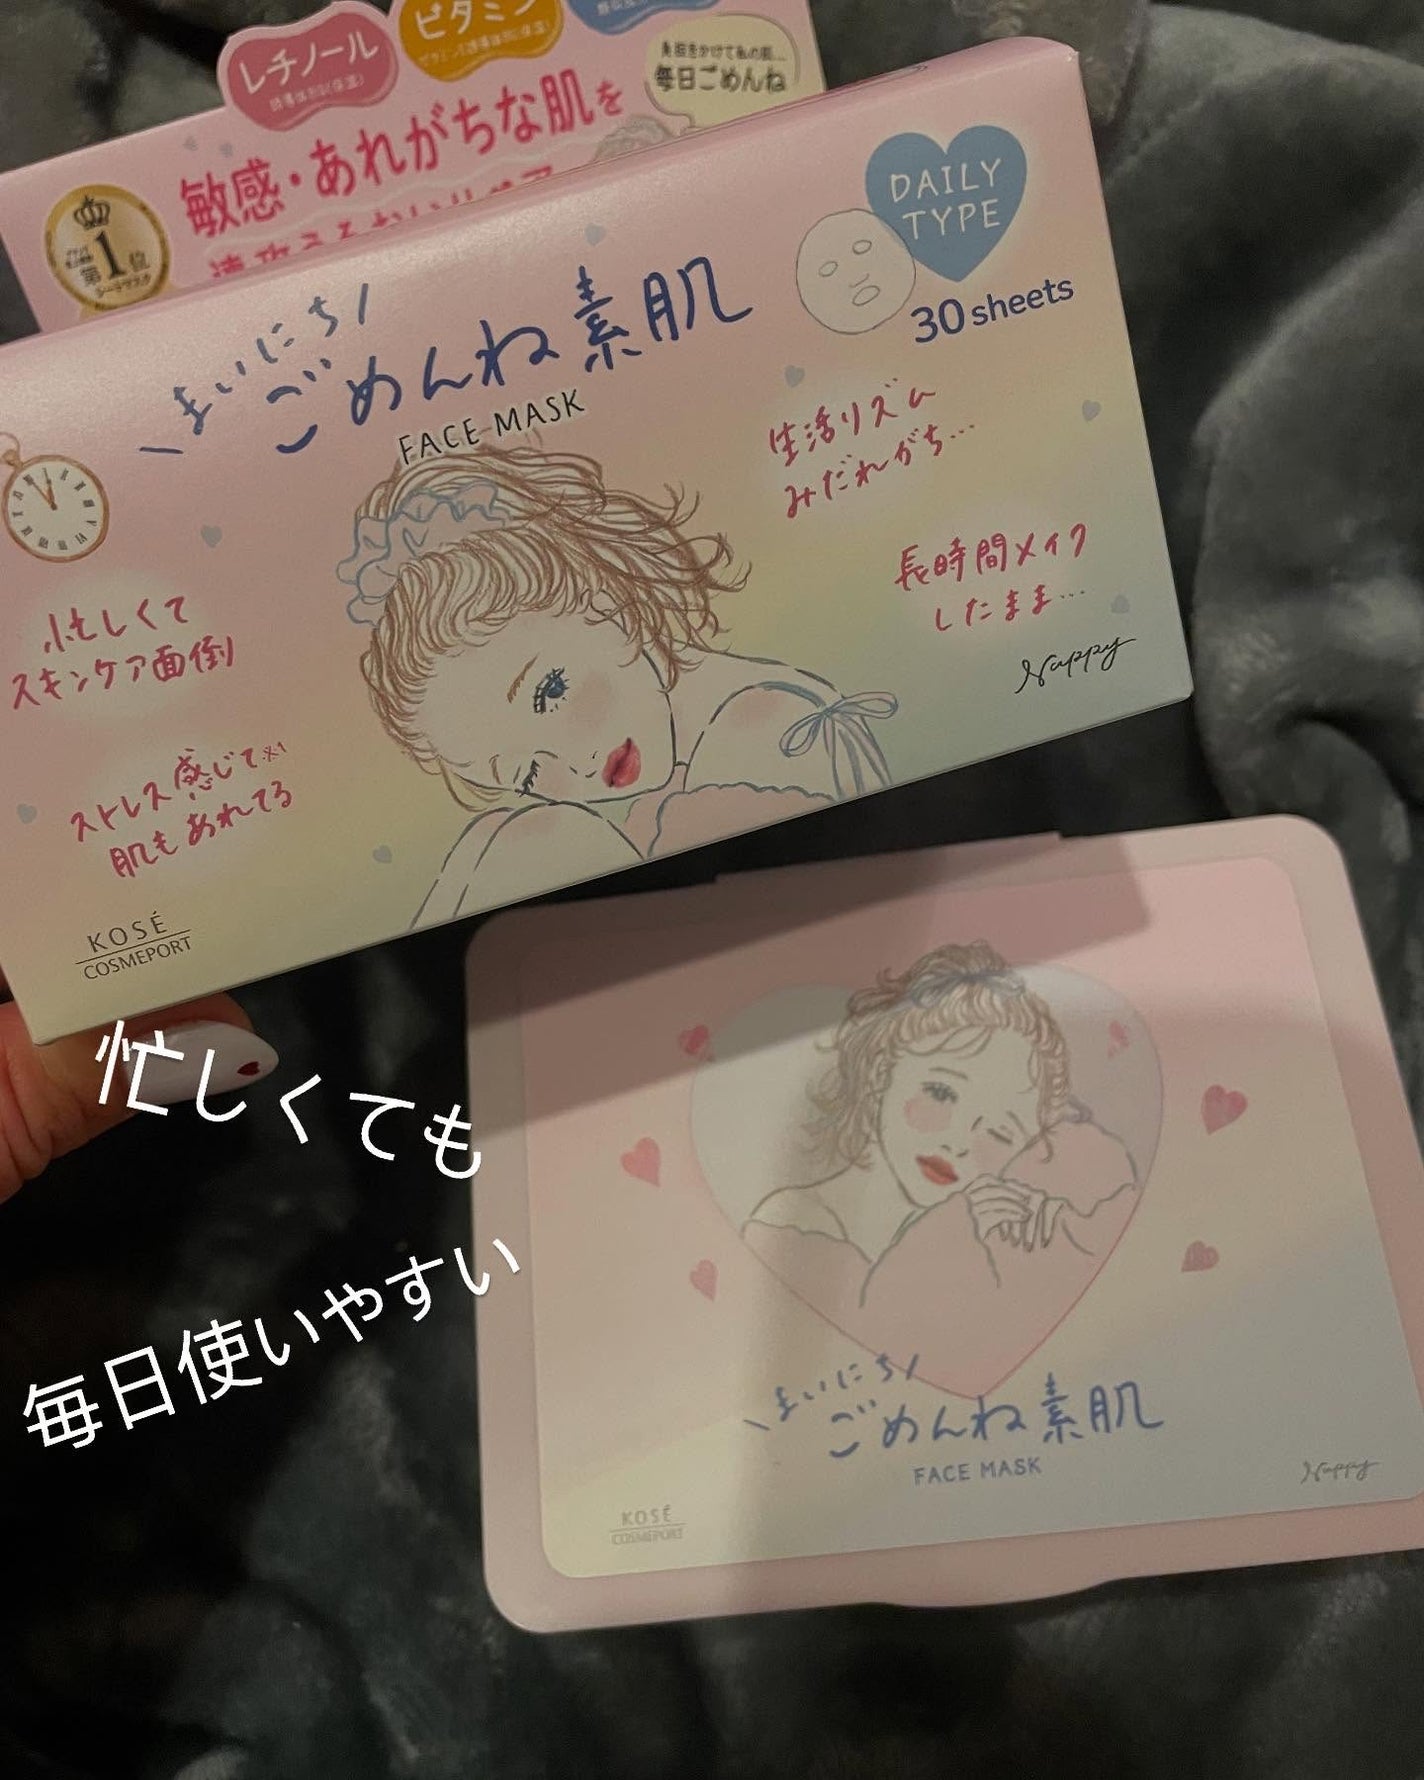 レチノール
ビタミン
敏感・あれがちな肌を
毎日ごめんね
第1位
DAILY
TYPE
30 sheets
まいにち
ごめんね素肌
FACE MASK
生活リズム
みだれがち…
長時間メイク
したまま…
Nappy
忙しくて
スキンケア面倒
ストレス感じて※1
肌もあれてる
KOSÉ
COSMEPORT
忙しくても
毎日使いやすい
まいにち
ごめんね素肌
FACE MASK
KOSÉ
COSMEPORT
Nappy